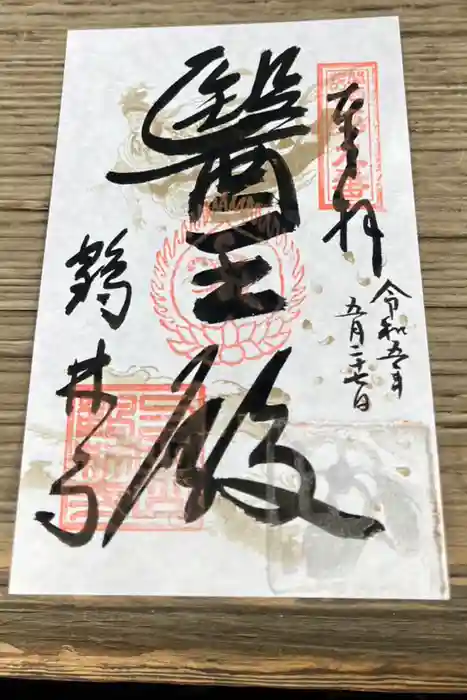 奉拝
令和五年
五月二十七日
醫王殿
鶴林寺